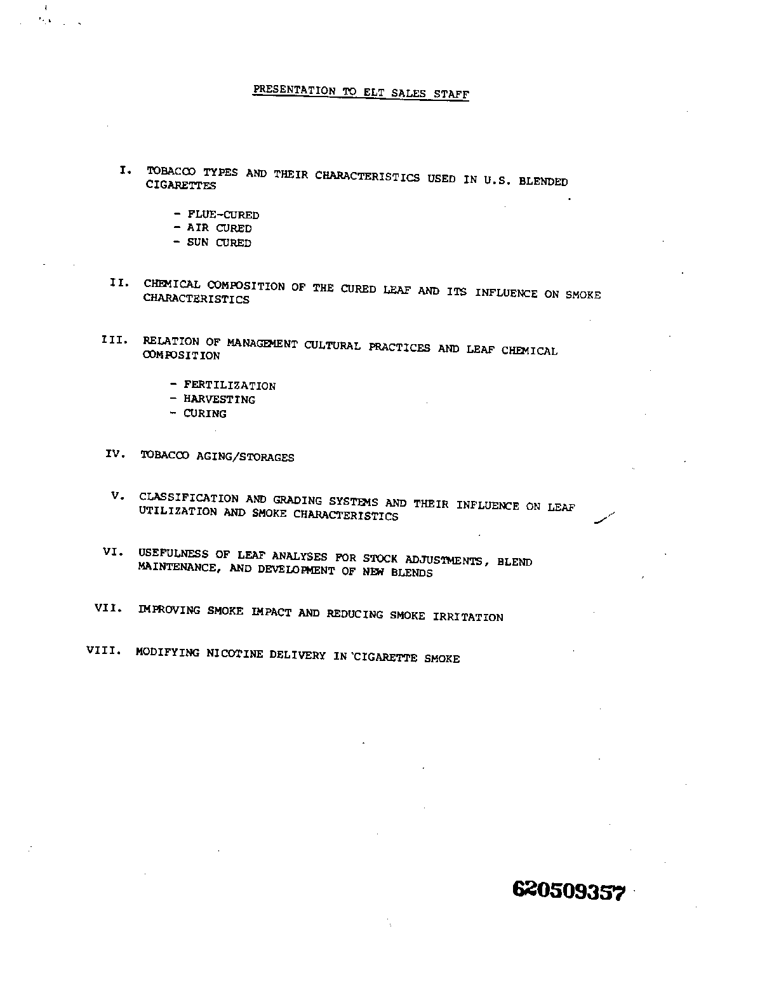 PRESENTATION TO ELT SALES STAFF
I. TOBACCO TYPES AND THEIR CHARACTERISTICS USED IN U.S. BLENDED
CIGARETTES
- FLUE-CURED
- AIR CURED
- SUN CURED
II. CHEMICAL COMPOSITION OF THE CURED LEAF AND ITS INFLUENCE ON SMOKE
CHARACTERISTICS
III. RELATION OF MANAGEMENT CULTURAL PRACTICES AND LEAF CHEMICAL
COMPOSITION
- FERTILIZATION
- HARVESTING
- CURING
IV. TOBACCO AGING/STORAGES
V. CLASSIFICATION AND GRADING SYSTEMS AND THEIR INFLUENCE ON LEAF
UTILIZATION AND SMOKE CHARACTERISTICS
VI. USEFULNESS OF LEAF ANALYSES FOR STOCK ADJUSTMENTS, BLEND
MAINTENANCE, AND DEVELOPMENT OF NEW BLENDS
VII. IMPROVING SMOKE IMPACT AND REDUCING SMOKE IRRITATION
VIII. MODIFYING NICOTINE DELIVERY IN CIGARETTE SMOKE
620509357